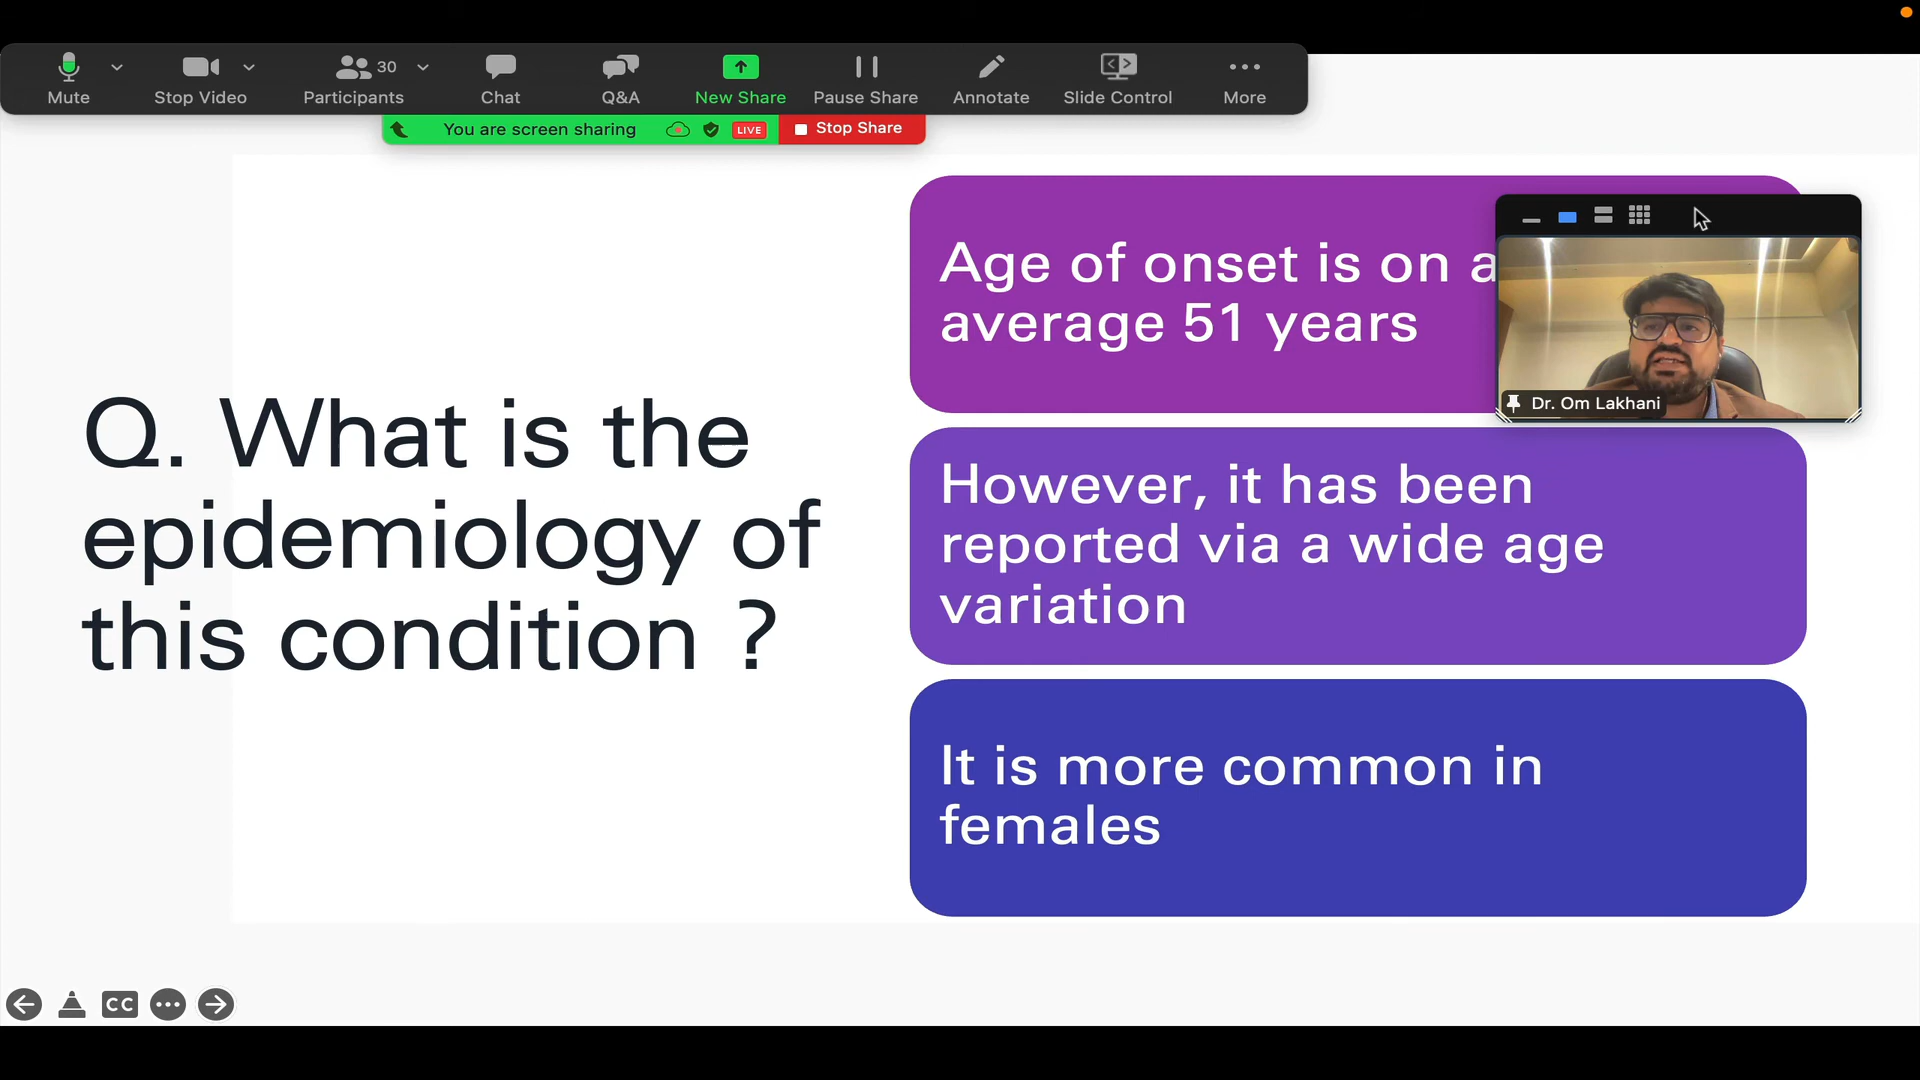 Mute
Stop Video
30
Participants
Chat
Q&A
New Share
Pause Share
Annotate
Slide Control
More
You are screen sharing
LIVE
Stop Share
Q. What is the
epidemiology of
this condition ?
Age of onset is on a
average 51 years
Dr. Om Lakhani
However, it has been
reported via a wide age
variation
It is more common in
females
CC